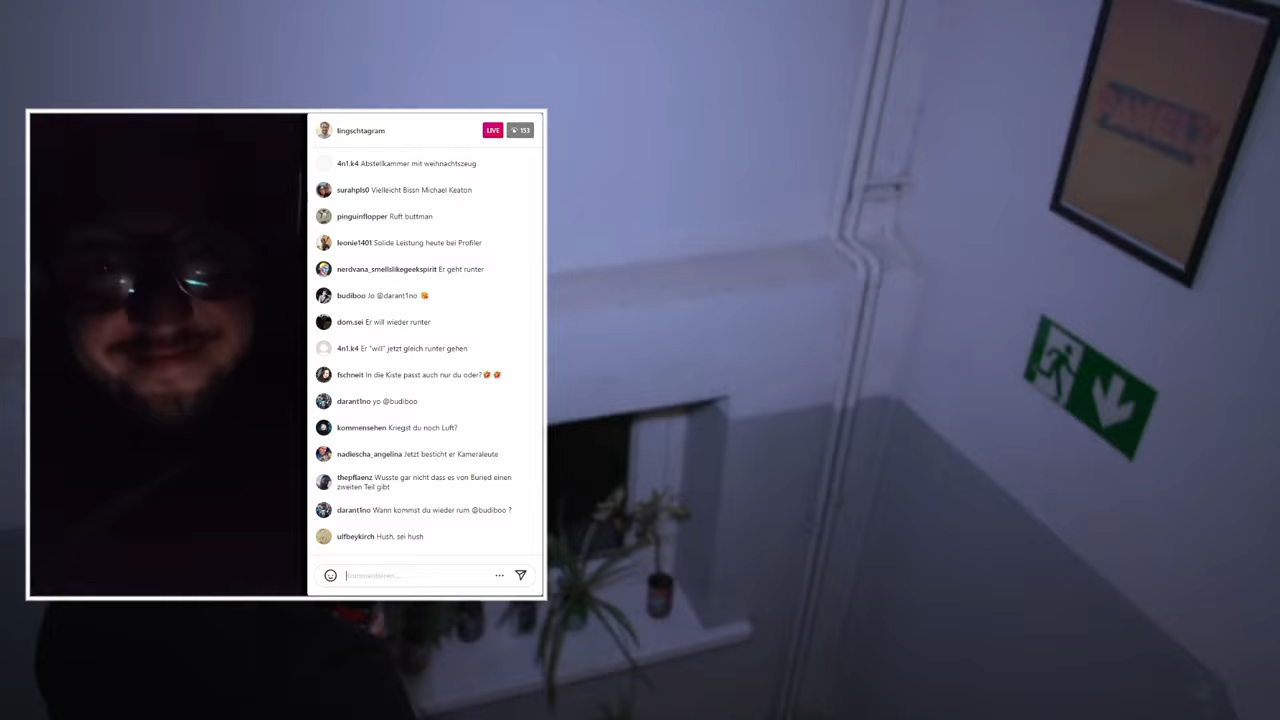 lingschtagram
LIVE
153
4n1.k4 Abstellkammer mit weihnachtszeug
surahpls0 Vielleicht Bissn Michael Keaton
pinguinflopper Ruft buttman
leonie1401 Solide Leistung heute bei Profiler
nerdvana_smellslikegeekspirit Er geht runter
budiboo Jo @darant1no
dom.sei Er will wieder runter
4n1.k4 Er "will" jetzt gleich runter gehen
fschneit In die Kiste passt auch nur du oder?
darant1no yo @budiboo
kommensehen Kriegst du noch Luft?
nadiescha_angelina Jetzt besticht er Kameraleute
thepflaenz Wusste gar nicht dass es von Buried einen
zweiten Teil gibt
darant1no Wann kommst du wieder rum @budiboo ?
ulfbeykirch Hush, sei hush
Kommentieren ...